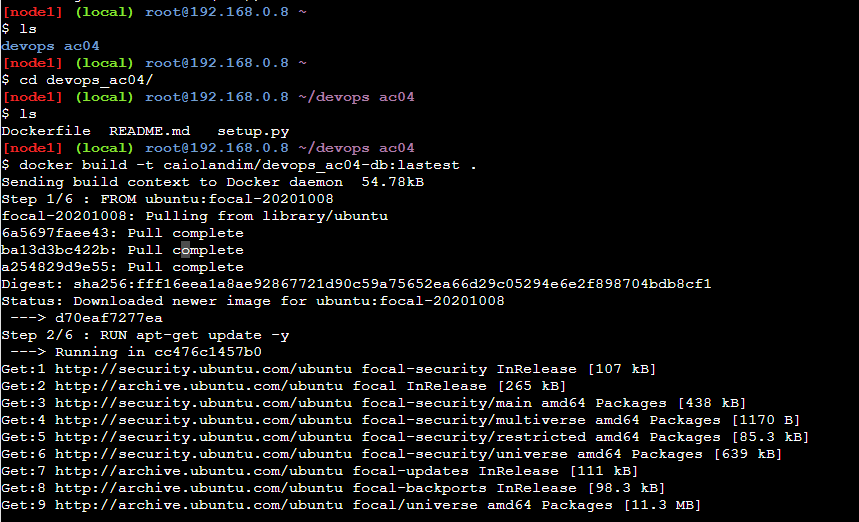 [node1] (local) root@192.168.0.8 ~
$ ls
devops ac04
[node1] (local) root@192.168.0.8 ~
$ cd devops_ac04/
[node1] (local) root@192.168.0.8 ~/devops ac04
$ ls
Dockerfile  README.md   setup.py
[node1] (local) root@192.168.0.8 ~/devops ac04
$ docker build -t caiolandim/devops_ac04-db:lastest .
Sending build context to Docker daemon  54.78kB
Step 1/6 : FROM ubuntu:focal-20201008
focal-20201008: Pulling from library/ubuntu
6a5697faee43: Pull complete
ba13d3bc422b: Pull complete
a254829d9e55: Pull complete
Digest: sha256:fff16eea1a8ae92867721d90c59a75652ea66d29c05294e6e2f898704bdb8cf1
Status: Downloaded newer image for ubuntu:focal-20201008
 ---> d70eaf7277ea
Step 2/6 : RUN apt-get update -y
 ---> Running in cc476c1457b0
Get:1 http://security.ubuntu.com/ubuntu focal-security InRelease [107 kB]
Get:2 http://archive.ubuntu.com/ubuntu focal InRelease [265 kB]
Get:3 http://security.ubuntu.com/ubuntu focal-security/main amd64 Packages [438 kB]
Get:4 http://security.ubuntu.com/ubuntu focal-security/multiverse amd64 Packages [1170 B]
Get:5 http://security.ubuntu.com/ubuntu focal-security/restricted amd64 Packages [85.3 kB]
Get:6 http://security.ubuntu.com/ubuntu focal-security/universe amd64 Packages [639 kB]
Get:7 http://archive.ubuntu.com/ubuntu focal-updates InRelease [111 kB]
Get:8 http://archive.ubuntu.com/ubuntu focal-backports InRelease [98.3 kB]
Get:9 http://archive.ubuntu.com/ubuntu focal/universe amd64 Packages [11.3 MB]